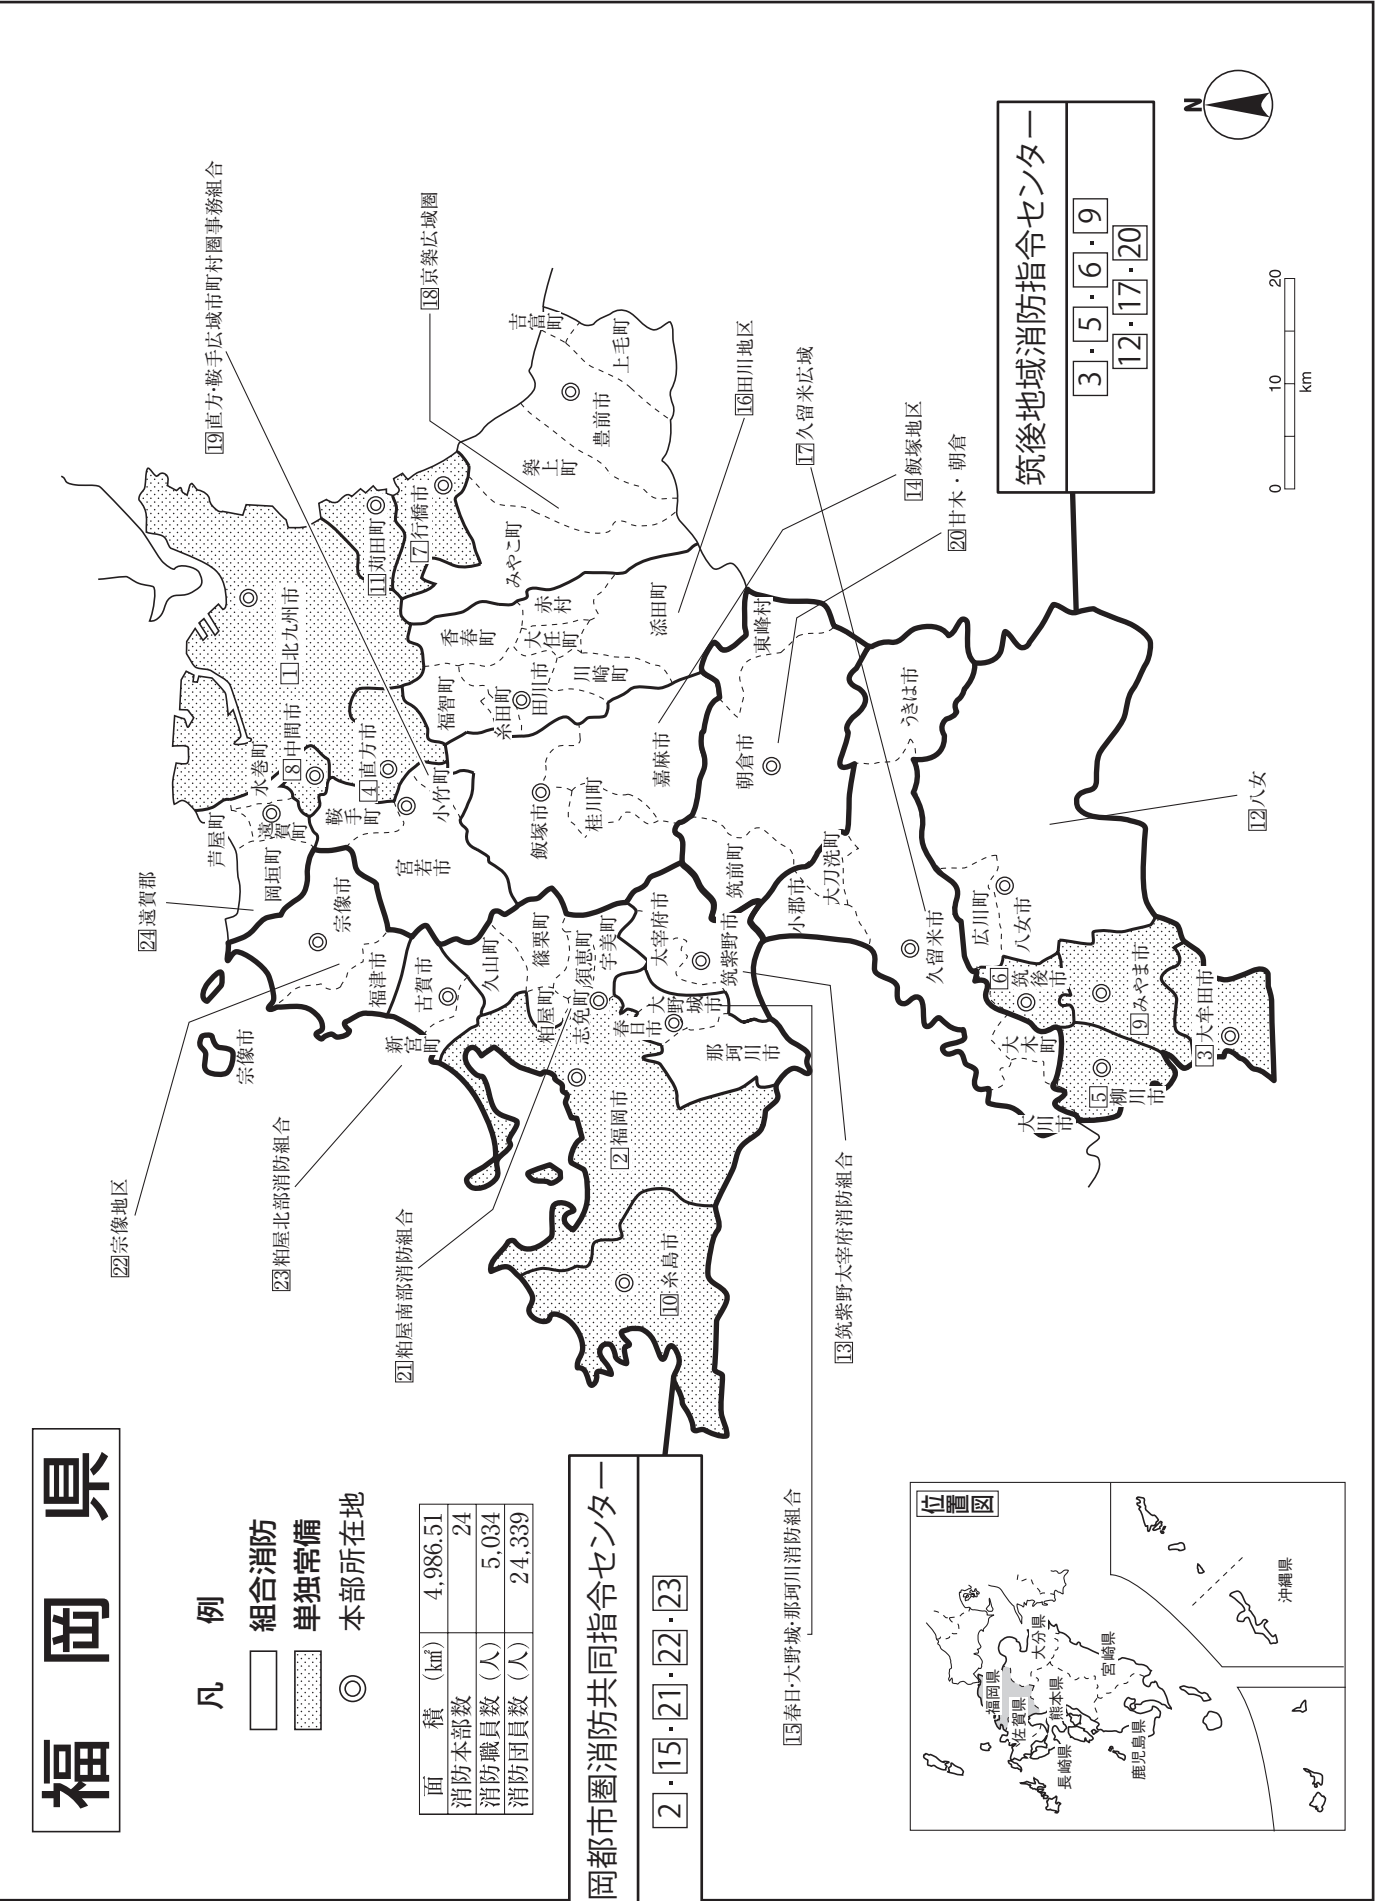 福岡県
凡例
組合消防
単独常備
本部所在地
面積（㎢） 4,986.51
消防本部数 24
消防職員数（人） 5,034
消防団員数（人） 24,339
岡都市圏消防共同指令センター
2・15・21・22・23
筑後地域消防指令センター
3・5・6・9
12・17・20
N
0 10 20
km
22宗像地区
24遠賀郡
19直方・鞍手広域市町村圏事務組合
23粕屋北部消防組合
21粕屋南部消防組合
18京築広域圏
16田川地区
17久留米広域
14飯塚地区
20甘木・朝倉
12八女
13筑紫野太宰府消防組合
15春日・大野城・那珂川消防組合
宗像市
宗像市
福津市
古賀市
新宮町
久山町
篠栗町
粕屋町
須恵町
志免町
宇美町
芦屋町
水巻町
遠賀町
岡垣町
8中間市
1北九州市
11苅田町
7行橋市
4直方市
鞍手町
小竹町
宮若市
みやこ町
築上町
豊前市
吉富町
上毛町
香春町
赤村
福智町
糸田町
田川市
大任町
川崎町
添田町
飯塚市
桂川町
嘉麻市
東峰村
朝倉市
筑前町
太宰府市
筑紫野市
大野城市
春日市
那珂川市
2福岡市
10糸島市
小郡市
大刀洗町
うきは市
久留米市
広川町
八女市
6筑後市
大木町
大川市
5柳川市
9みやま市
3大牟田市
位置図
福岡県
佐賀県
長崎県
大分県
熊本県
宮崎県
鹿児島県
沖縄県